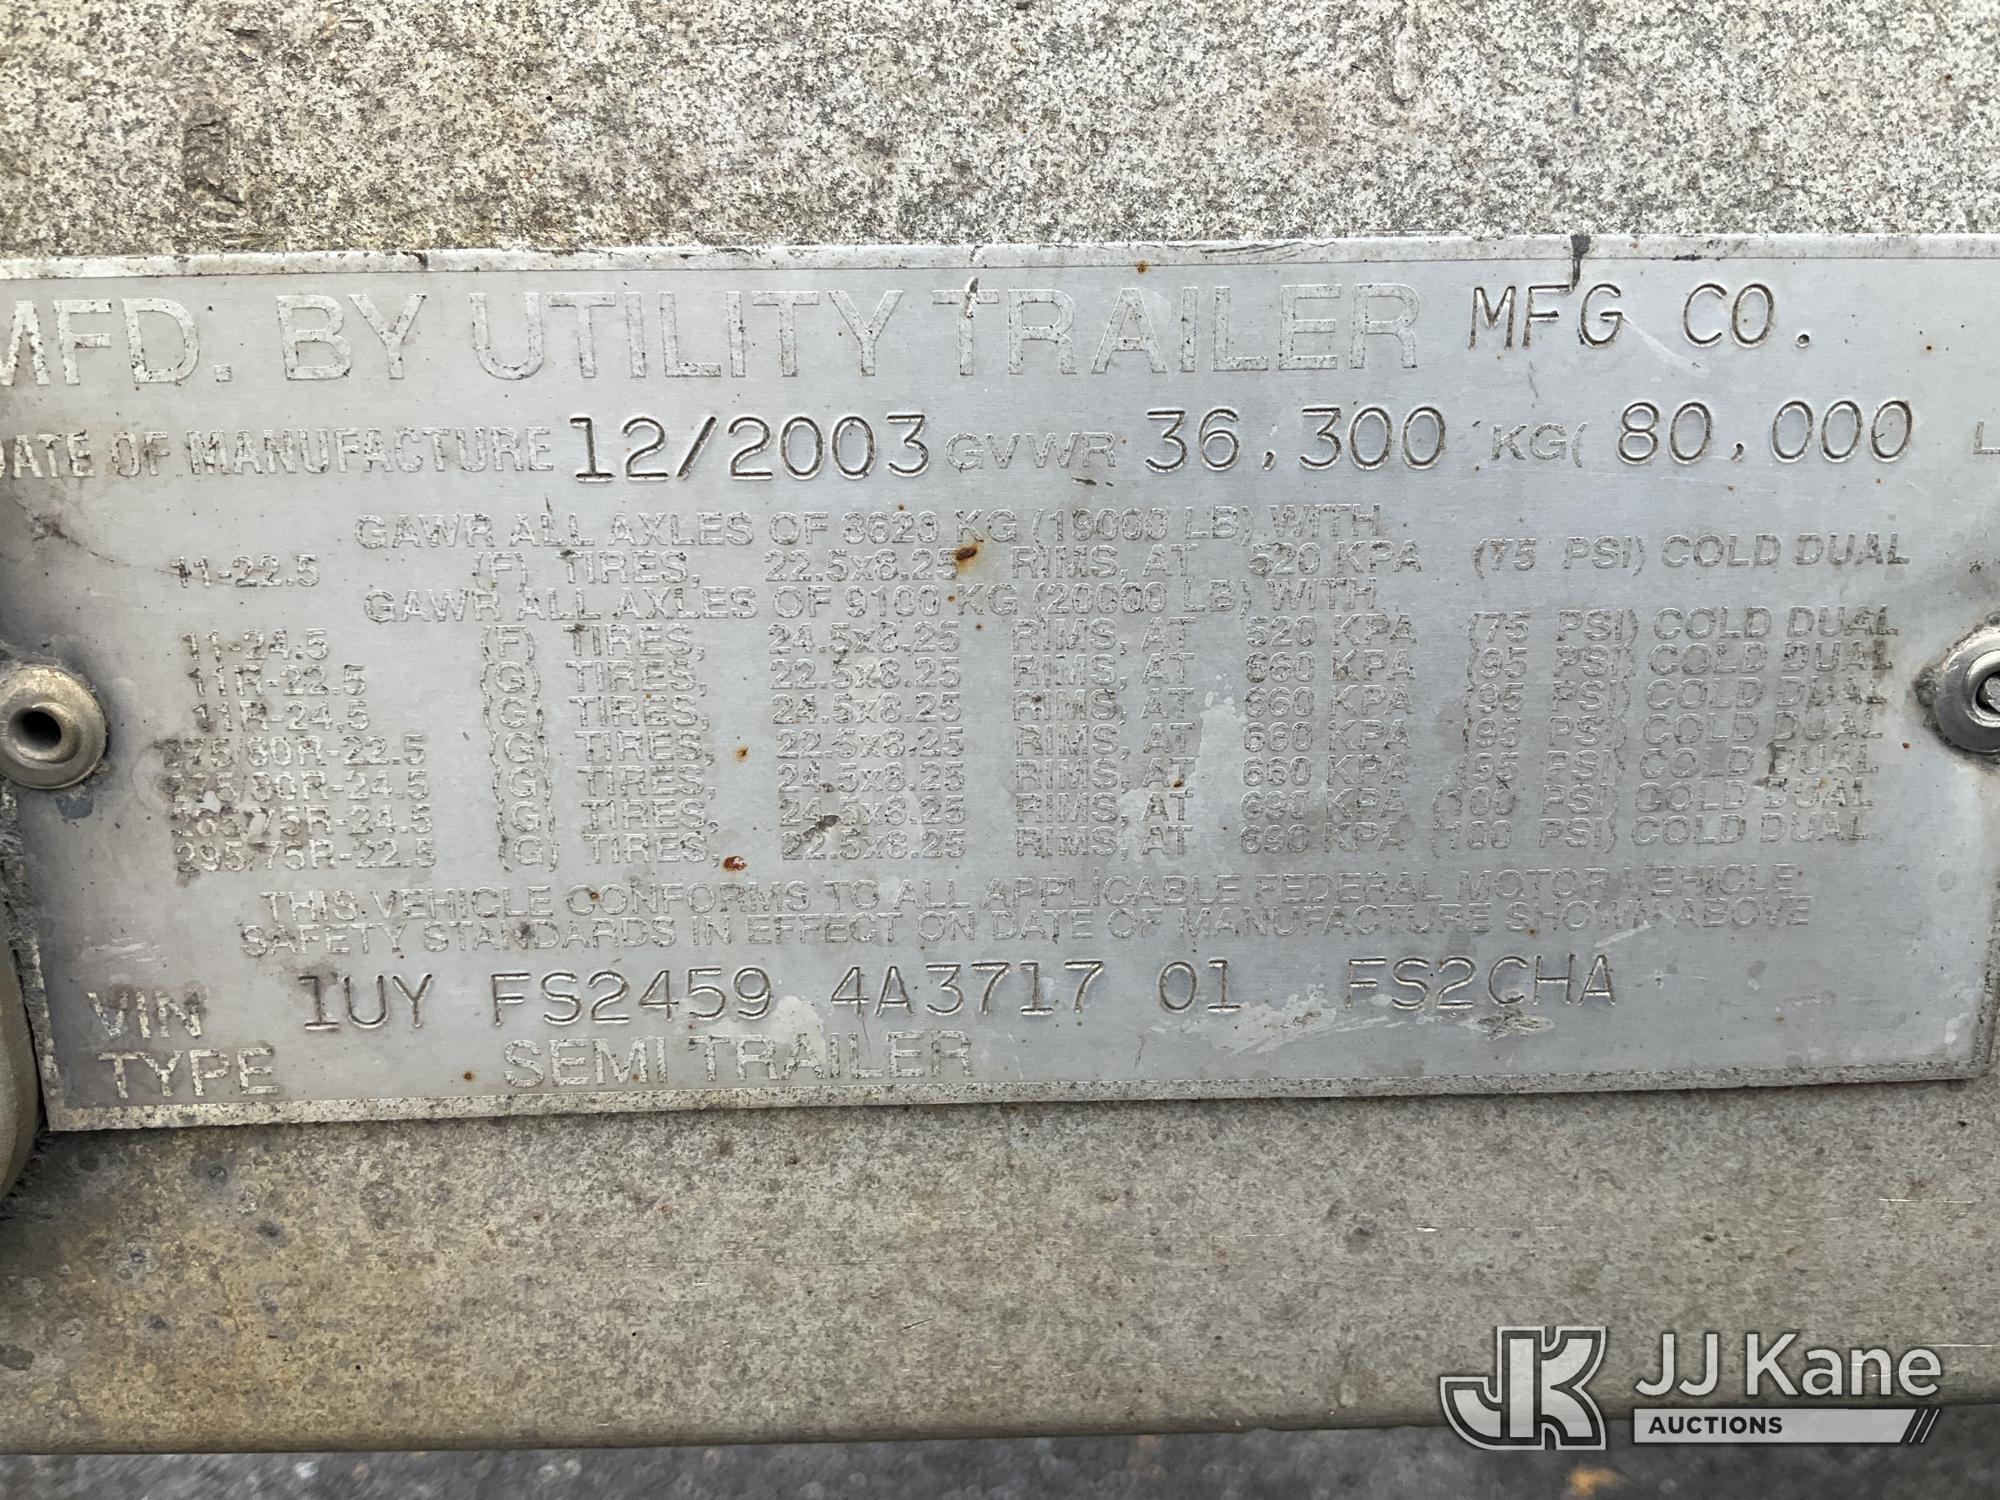 MFD. BY UTILITY TRAILER MFG CO.
DATE OF MANUFACTURE 12/2003 GVWR 36,300 KG( 80,000 L
GAWR ALL AXLES OF 8620 KG (19000 LB) WITH
11-22.5 (F) TIRES, 22.5x8.25 RIMS, AT 520 KPA (75 PSI) COLD DUAL
GAWR ALL AXLES OF 9100 KG (20000 LB) WITH
11-24.5 (F) TIRES, 24.5x8.25 RIMS, AT 520 KPA (75 PSI) COLD DUAL
11R-22.5 (G) TIRES, 22.5x8.25 RIMS, AT 660 KPA (95 PSI) COLD DUAL
11R-24.5 (G) TIRES, 24.5x8.25 RIMS, AT 660 KPA (95 PSI) COLD DUAL
275/80R-22.5 (G) TIRES, 22.5x8.25 RIMS, AT 660 KPA (95 PSI) COLD DUAL
275/80R-24.5 (G) TIRES, 24.5x8.25 RIMS, AT 660 KPA (95 PSI) COLD DUAL
285/75R-24.5 (G) TIRES, 24.5x8.25 RIMS, AT 690 KPA (100 PSI) COLD DUAL
295/75R-22.5 (G) TIRES, 22.5x8.25 RIMS, AT 690 KPA (100 PSI) COLD DUAL
THIS VEHICLE CONFORMS TO ALL APPLICABLE FEDERAL MOTOR VEHICLE
SAFETY STANDARDS IN EFFECT ON DATE OF MANUFACTURE SHOWN ABOVE
VIN 1UY FS2459 4A3717 01 FS2CHA
TYPE SEMI TRAILER
JK JJ Kane
AUCTIONS